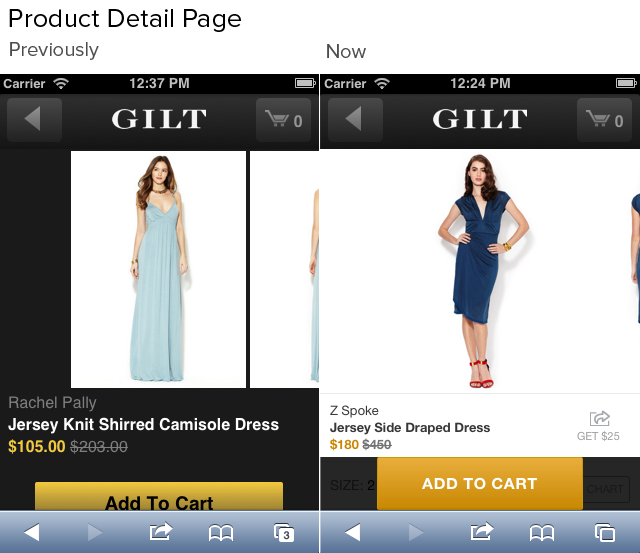 Product Detail Page
Previously
Now
Carrier 12:37 PM
GILT
0
Rachel Pally
Jersey Knit Shirred Camisole Dress
$105.00 $203.00
Add To Cart
3
Carrier 12:24 PM
GILT
0
Z Spoke
Jersey Side Draped Dress
$180 $450
GET $25
SIZE: 2
ADD TO CART
CHART